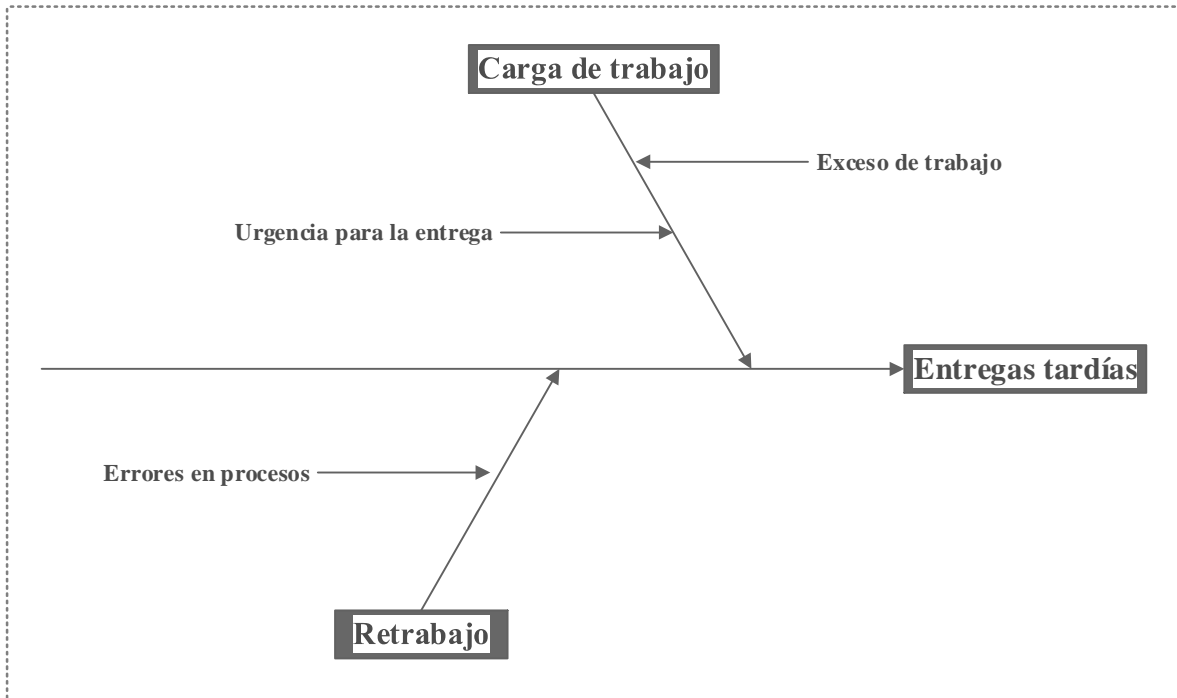 Carga de trabajo
Exceso de trabajo
Urgencia para la entrega
Entregas tardías
Errores en procesos
Retrabajo